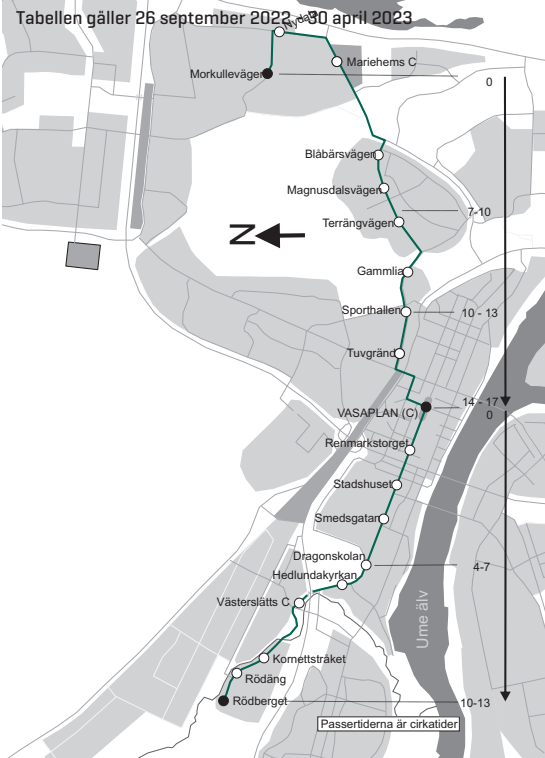 Tabellen gäller 26 september 2022 - 30 april 2023
Nydala
Mariehems C
Morkullevägen
0
Blåbärsvägen
Magnusdalsvägen
7-10
Terrängvägen
N
Gammlia
Sporthallen
10 - 13
Tuvgränd
14 - 17
VASAPLAN (C)
0
Renmarkstorget
Stadshuset
Smedsgatan
Dragonskolan
4-7
Hedlundakyrkan
Västerslätts C
Ume älv
Kornettstråket
Rödäng
Rödberget
10-13
Passertiderna är cirkatider